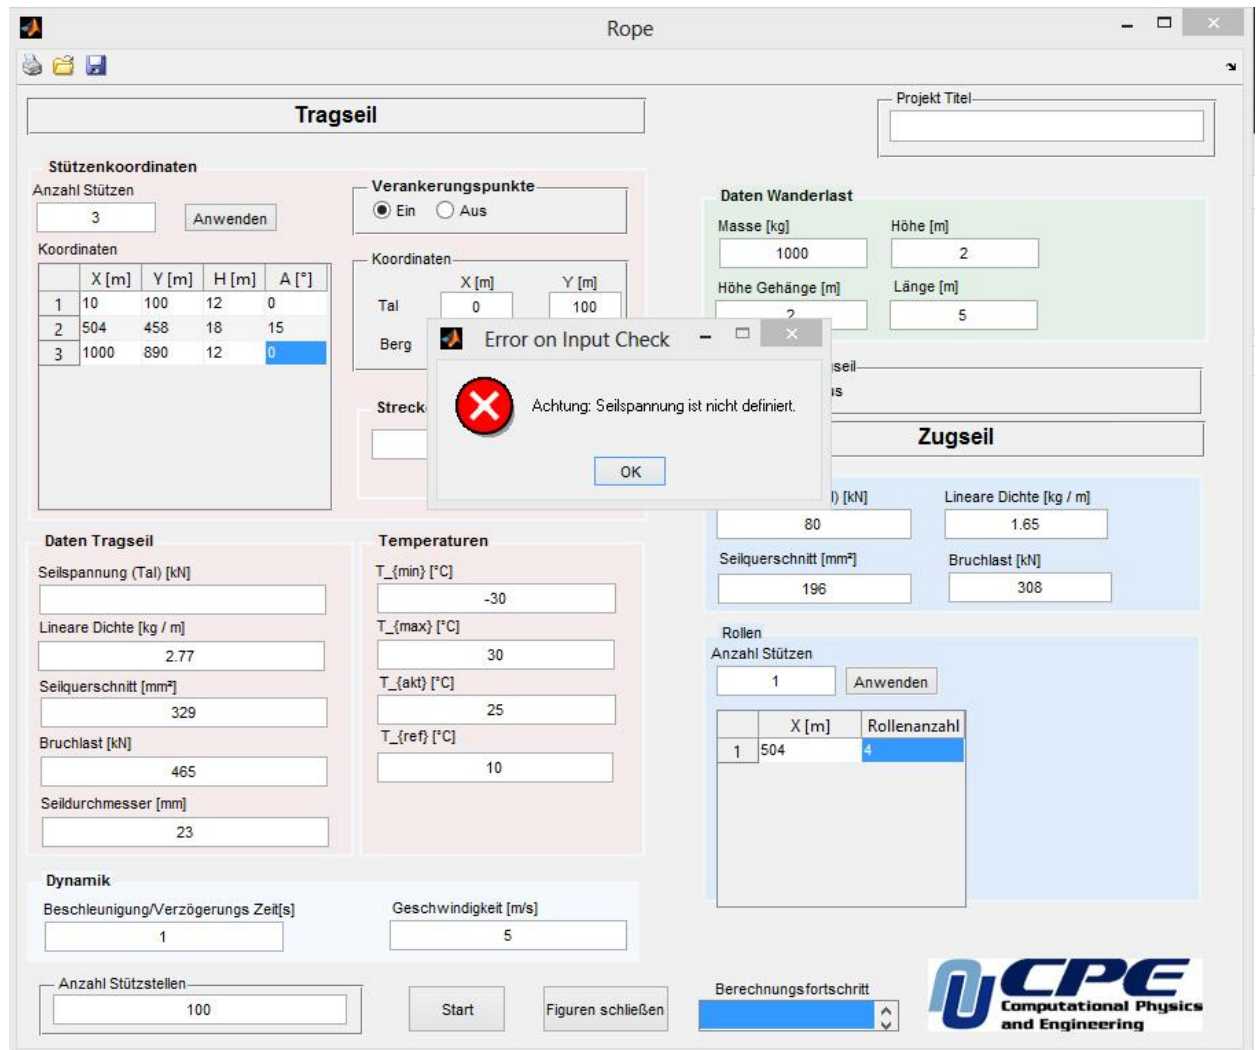 Rope
Tragseil
Projekt Titel
Stützenkoordinaten
Anzahl Stützen
3
Anwenden
Verankerungspunkte
Ein
Aus
Koordinaten
X [m] Y [m] H [m] A [°]
1 10 100 12 0
2 504 458 18 15
3 1000 890 12 0
Koordinaten
X [m] Y [m]
Tal 0 100
Berg
Daten Wanderlast
Masse [kg] Höhe [m]
1000 2
Höhe Gehänge [m] Länge [m]
2 5
Error on Input Check
Achtung: Seilspannung ist nicht definiert.
OK
Streck
seil
Zugseil
[kN] Lineare Dichte [kg / m]
80 1.65
Seilquerschnitt [mm²] Bruchlast [kN]
196 308
Daten Tragseil
Seilspannung (Tal) [kN]
Lineare Dichte [kg / m]
2.77
Seilquerschnitt [mm²]
329
Bruchlast [kN]
465
Seildurchmesser [mm]
23
Temperaturen
T_{min} [°C]
-30
T_{max} [°C]
30
T_{akt} [°C]
25
T_{ref} [°C]
10
Rollen
Anzahl Stützen
1
Anwenden
X [m] Rollenanzahl
1 504 4
Dynamik
Beschleunigung/Verzögerungs Zeit[s] Geschwindigkeit [m/s]
1 5
Anzahl Stützstellen
100
Start
Figuren schließen
Berechnungsfortschritt
CPE
Computational Physics
and Engineering